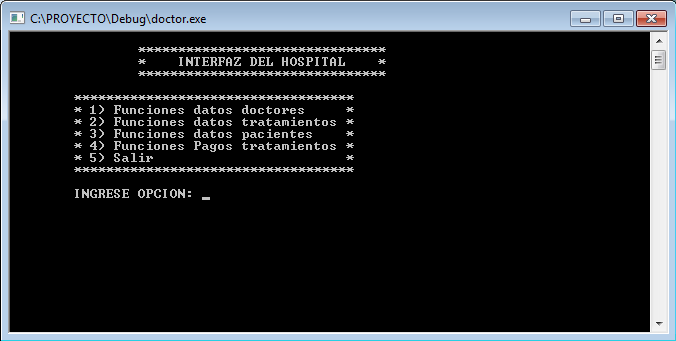 C:\PROYECTO\Debug\doctor.exe
*******************************
*    INTERFAZ DEL HOSPITAL    *
*******************************
***********************************
* 1) Funciones datos doctores     *
* 2) Funciones datos tratamientos *
* 3) Funciones datos pacientes    *
* 4) Funciones Pagos tratamientos *
* 5) Salir                        *
***********************************
INGRESE OPCION: _